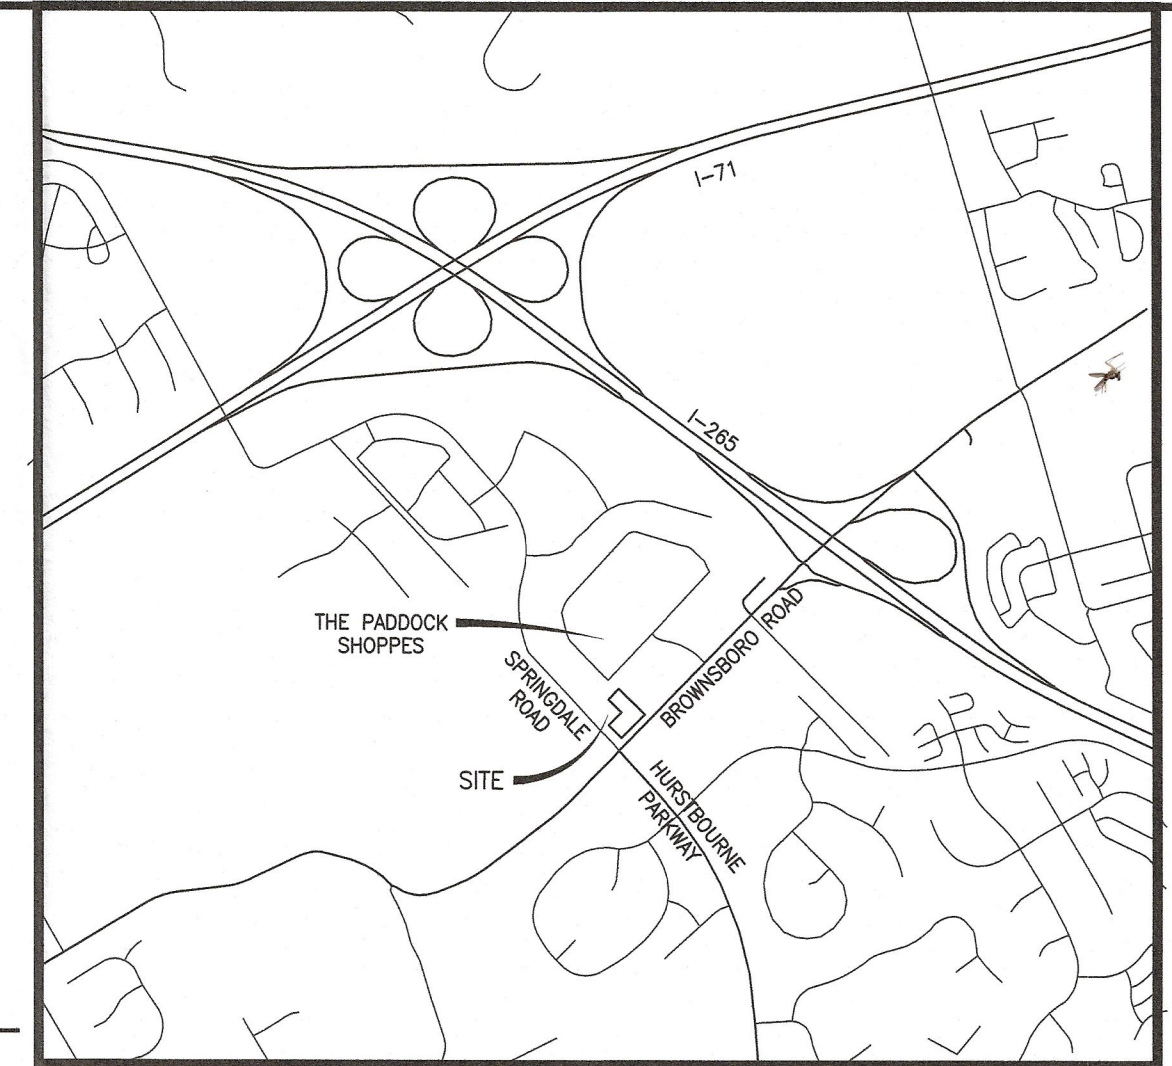 I-71
I-265
THE PADDOCK
SHOPPES
SPRINGDALE
ROAD
BROWNSBORO ROAD
SITE
HURSTBOURNE
PARKWAY